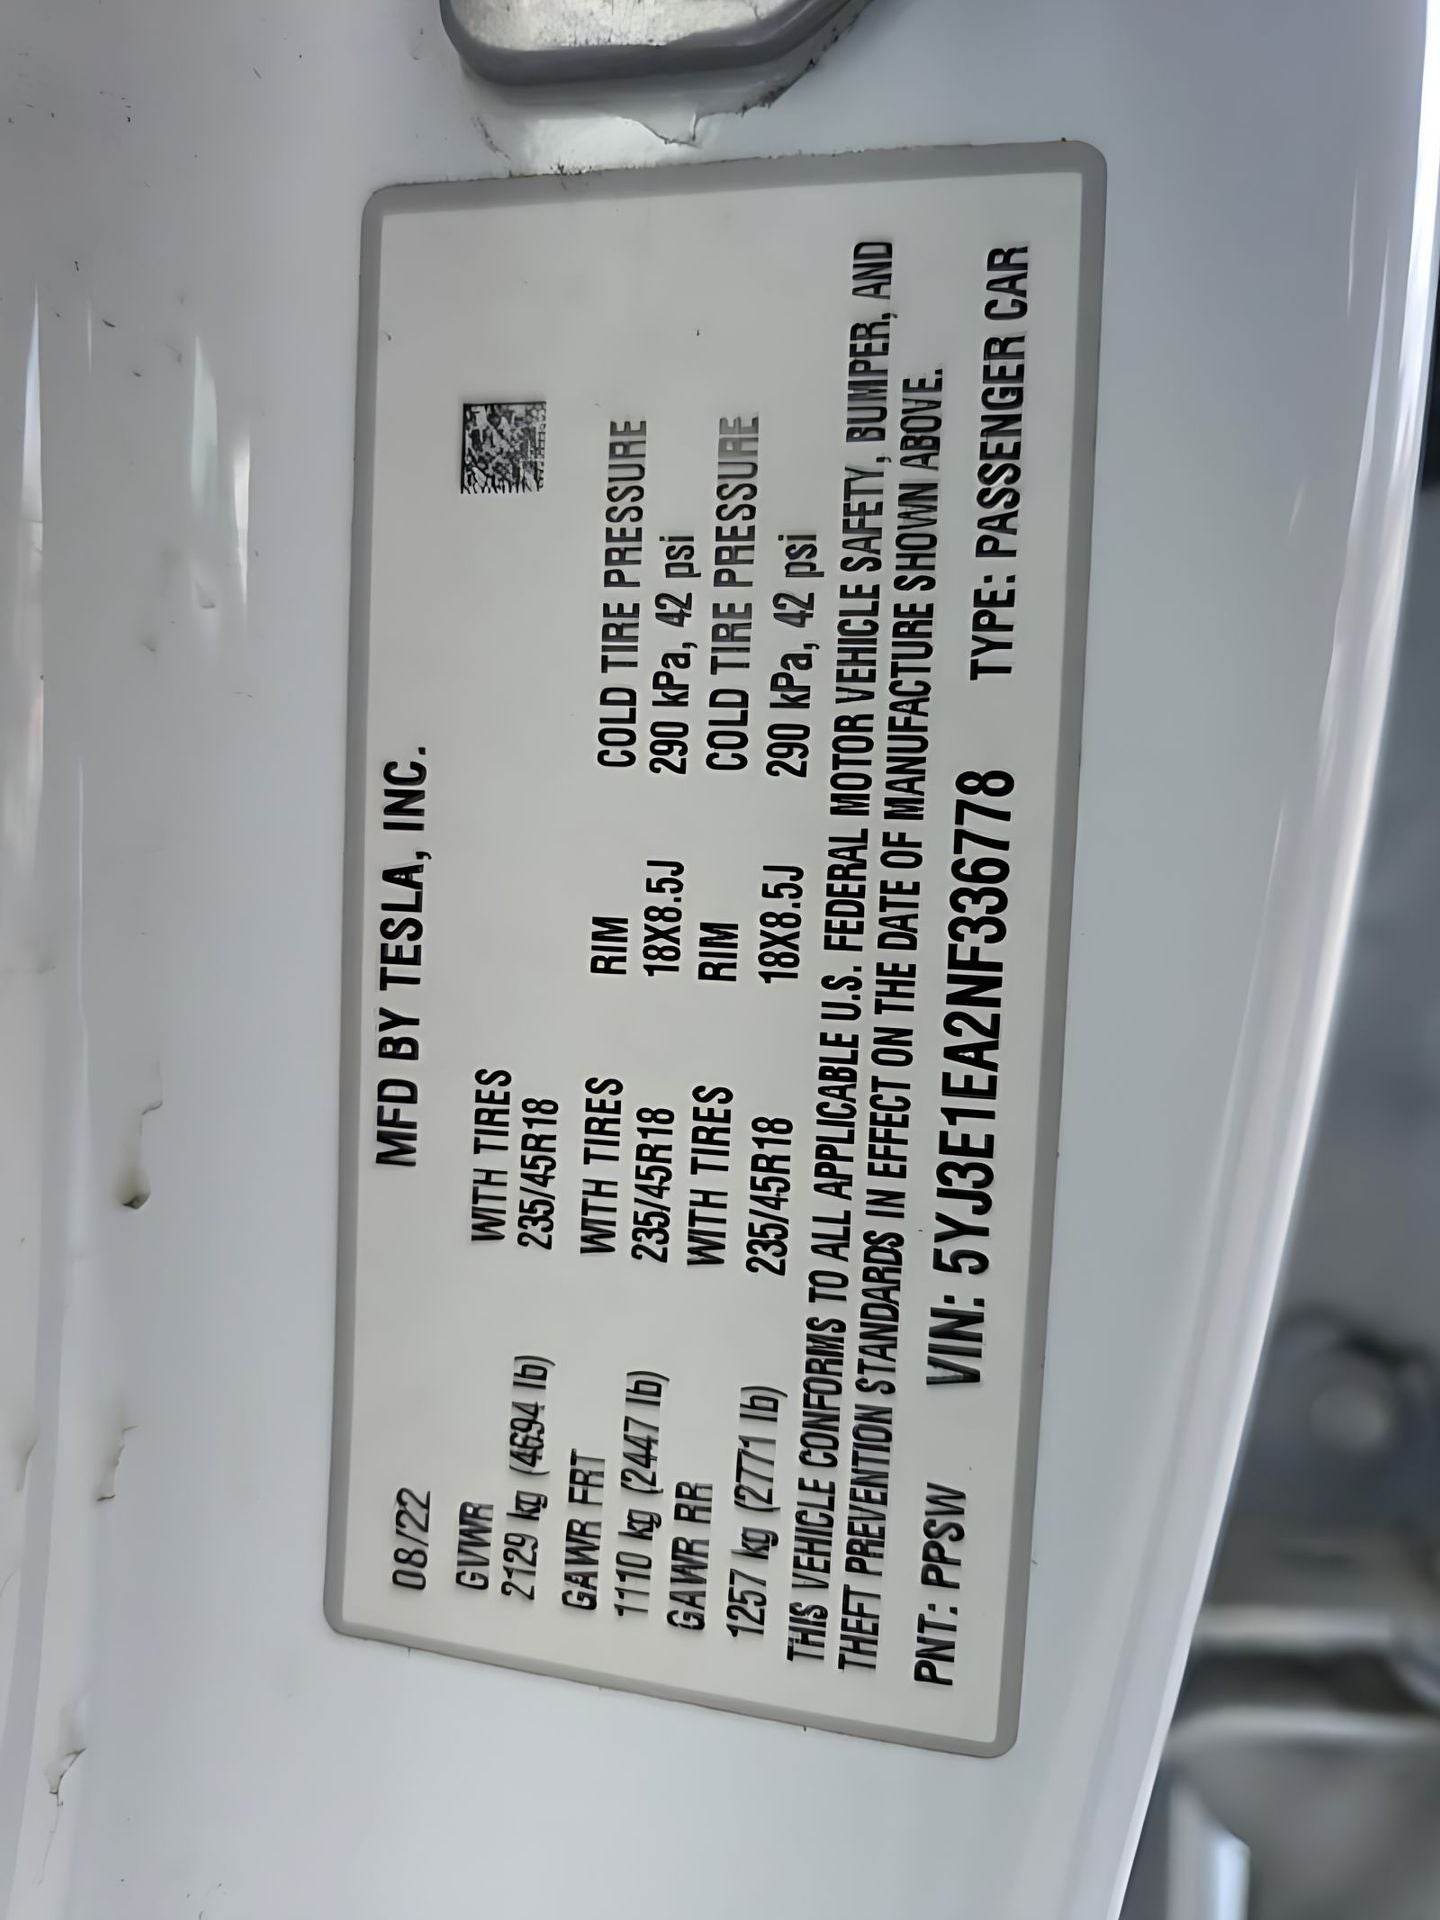 MFD BY TESLA, INC.
08/22
GVWR WITH TIRES
2129 kg (4694 lb) 235/45R18
GAWR FRT WITH TIRES RIM COLD TIRE PRESSURE
1110 kg (2447 lb) 235/45R18 18X8.5J 290 kPa, 42 psi
GAWR RR WITH TIRES RIM COLD TIRE PRESSURE
1257 kg (2771 lb) 235/45R18 18X8.5J 290 kPa, 42 psi
THIS VEHICLE CONFORMS TO ALL APPLICABLE U.S. FEDERAL MOTOR VEHICLE SAFETY, BUMPER, AND
THEFT PREVENTION STANDARDS IN EFFECT ON THE DATE OF MANUFACTURE SHOWN ABOVE.
PNT: PPSW VIN: 5YJ3E1EA2NF336778 TYPE: PASSENGER CAR